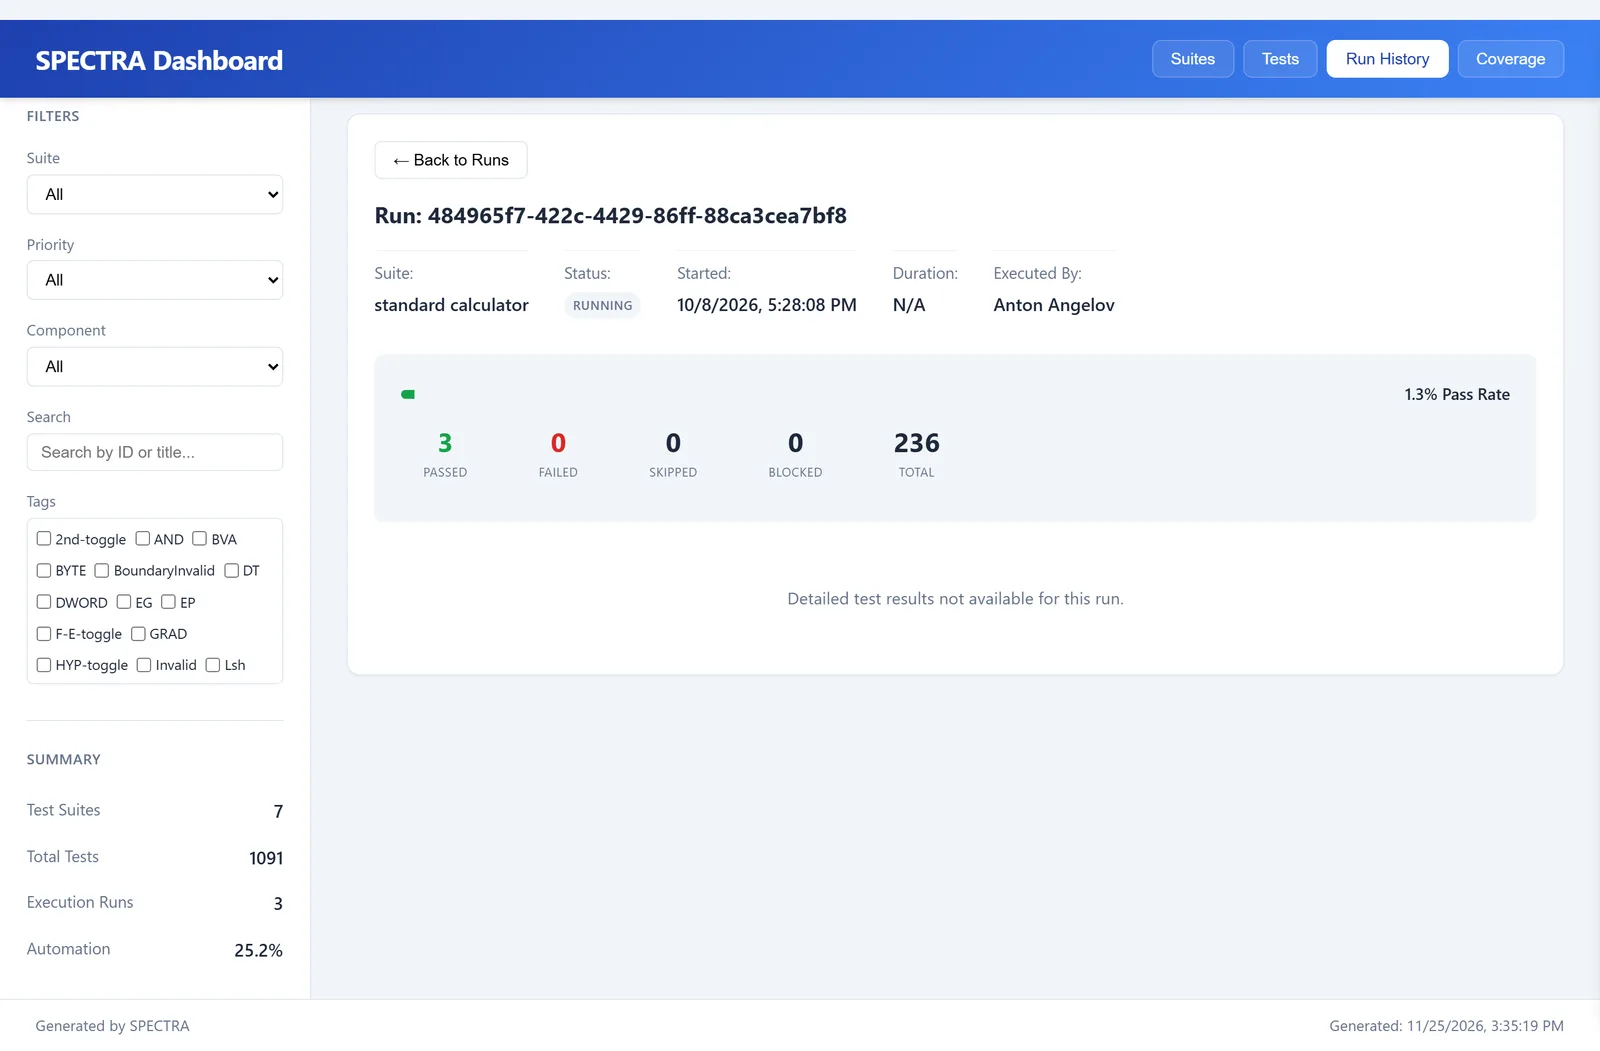 SPECTRA Dashboard
Suites Tests Run History Coverage
FILTERS
Suite
All
Priority
All
Component
All
Search
Search by ID or title...
Tags
2nd-toggle AND BVA
BYTE BoundaryInvalid DT
DWORD EG EP
F-E-toggle GRAD
HYP-toggle Invalid Lsh
SUMMARY
Test Suites 7
Total Tests 1091
Execution Runs 3
Automation 25.2%
← Back to Runs
Run: 484965f7-422c-4429-86ff-88ca3cea7bf8
Suite: Status: Started: Duration: Executed By:
standard calculator RUNNING 10/8/2026, 5:28:08 PM N/A Anton Angelov
1.3% Pass Rate
3 0 0 0 236
PASSED FAILED SKIPPED BLOCKED TOTAL
Detailed test results not available for this run.
Generated by SPECTRA
Generated: 11/25/2026, 3:35:19 PM